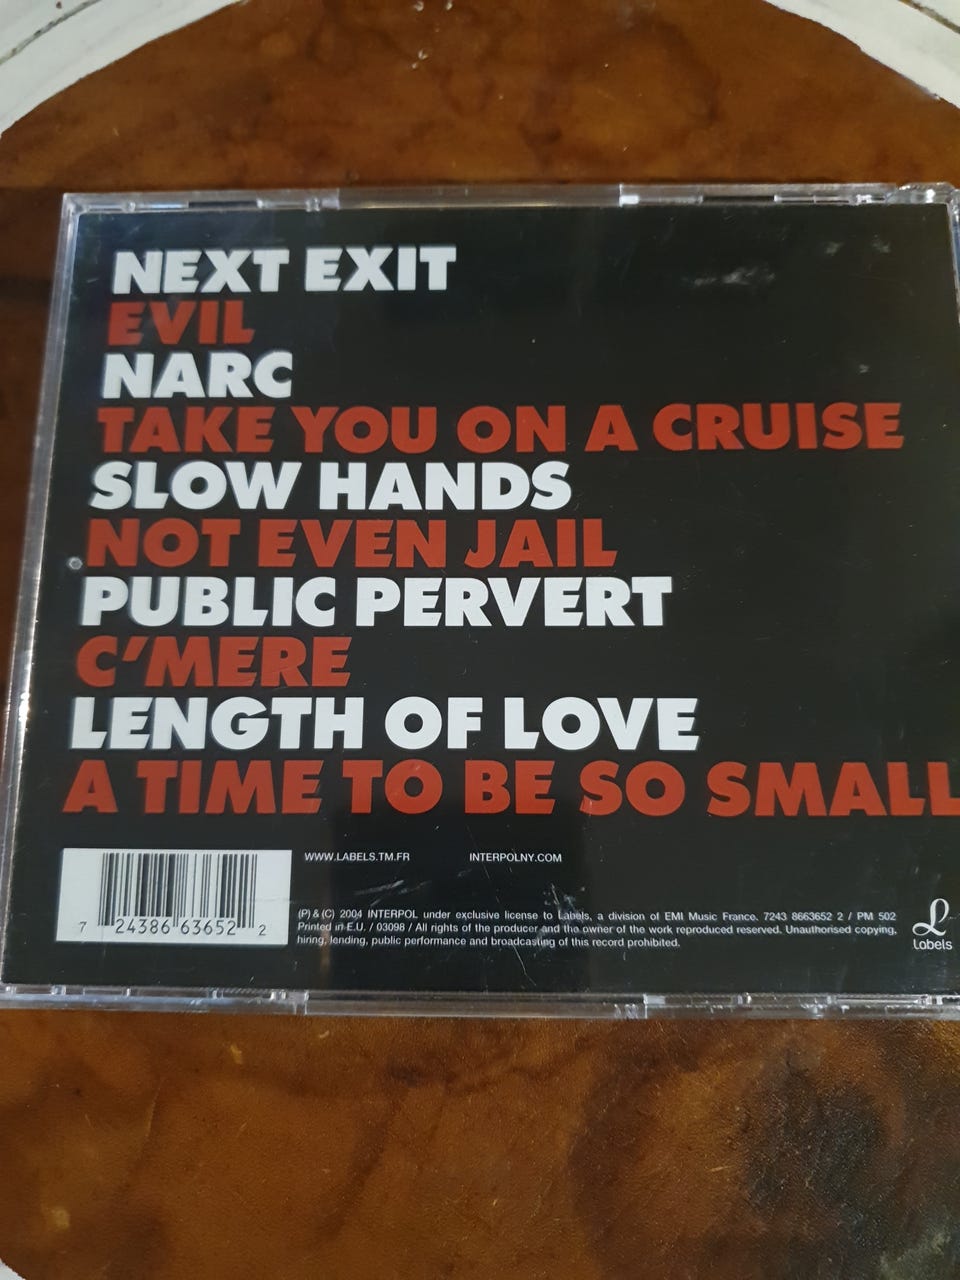 NEXT EXIT
EVIL
NARC
TAKE YOU ON A CRUISE
SLOW HANDS
NOT EVEN JAIL
PUBLIC PERVERT
C'MERE
LENGTH OF LOVE
A TIME TO BE SO SMALL
WWW.LABELS.TM.FR INTERPOLNY.COM
7 24386 63652 2
(P) & (C) 2004 INTERPOL under exclusive license to Labels, a division of EMI Music France. 7243 8663652 2 / PM 502
Printed in E.U. / 03098 / All rights of the producer and the owner of the work reproduced reserved. Unauthorised copying,
hiring, lending, public performance and broadcasting of this record prohibited.
L
Labels